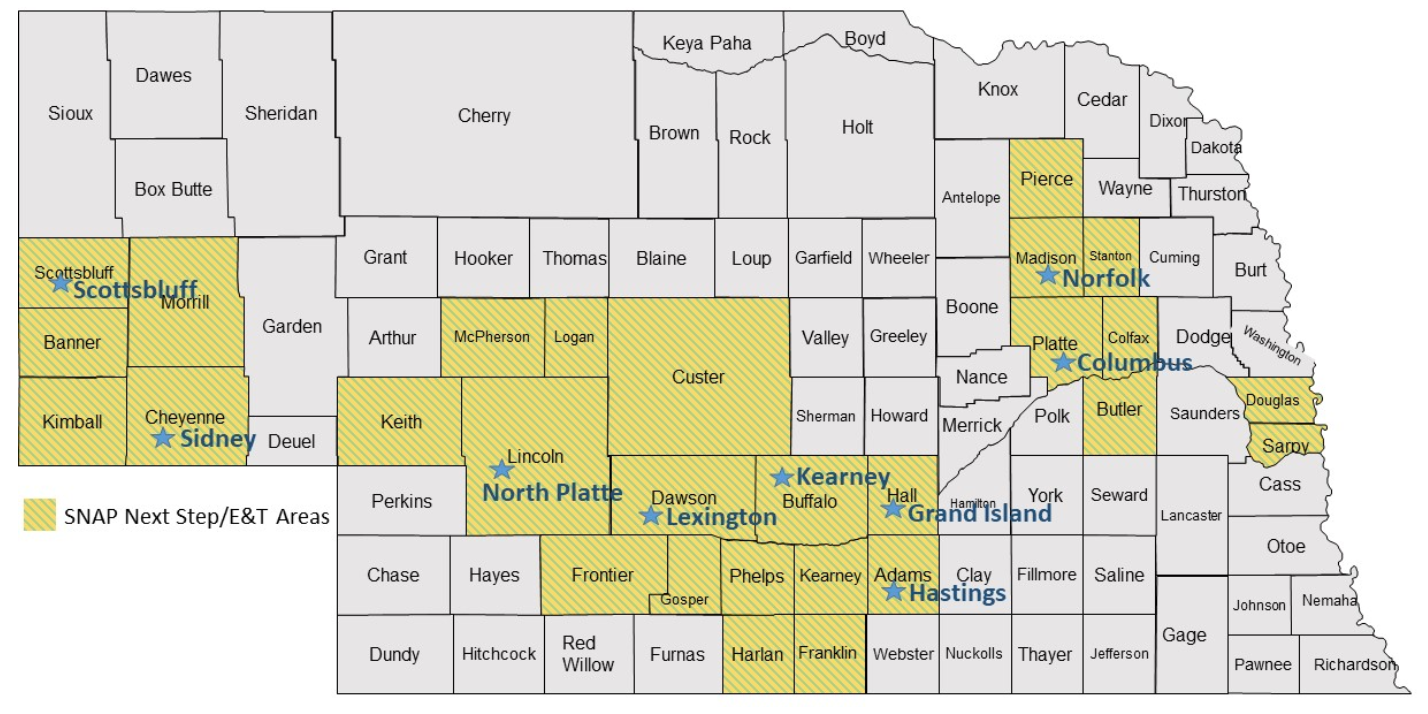 Keya Paha
Boyd
Dawes
Knox
Cedar
Sioux
Sheridan
Cherry
Brown
Rock
Holt
Dixon
Dakota
Box Butte
Antelope
Pierce
Wayne
Thurston
Grant
Hooker
Thomas
Blaine
Loup
Garfield
Wheeler
Madison
Stanton
Cuming
Norfolk
Burt
Scottsbluff
Scottsbluff
Morrill
Garden
Boone
Banner
Arthur
McPherson
Logan
Valley
Greeley
Platte
Colfax
Columbus
Dodge
Washington
Custer
Nance
Kimball
Cheyenne
Sidney
Deuel
Keith
Sherman
Howard
Merrick
Polk
Butler
Saunders
Douglas
Sarpy
Lincoln
North Platte
Kearney
Buffalo
Dawson
Lexington
Hall
Grand Island
Hamilton
York
Seward
Lancaster
Cass
Perkins
SNAP Next Step/E&T Areas
Otoe
Chase
Hayes
Frontier
Gosper
Phelps
Kearney
Adams
Hastings
Clay
Fillmore
Saline
Johnson
Nemaha
Dundy
Hitchcock
Red
Willow
Furnas
Harlan
Franklin
Webster
Nuckolls
Thayer
Jefferson
Gage
Pawnee
Richardson